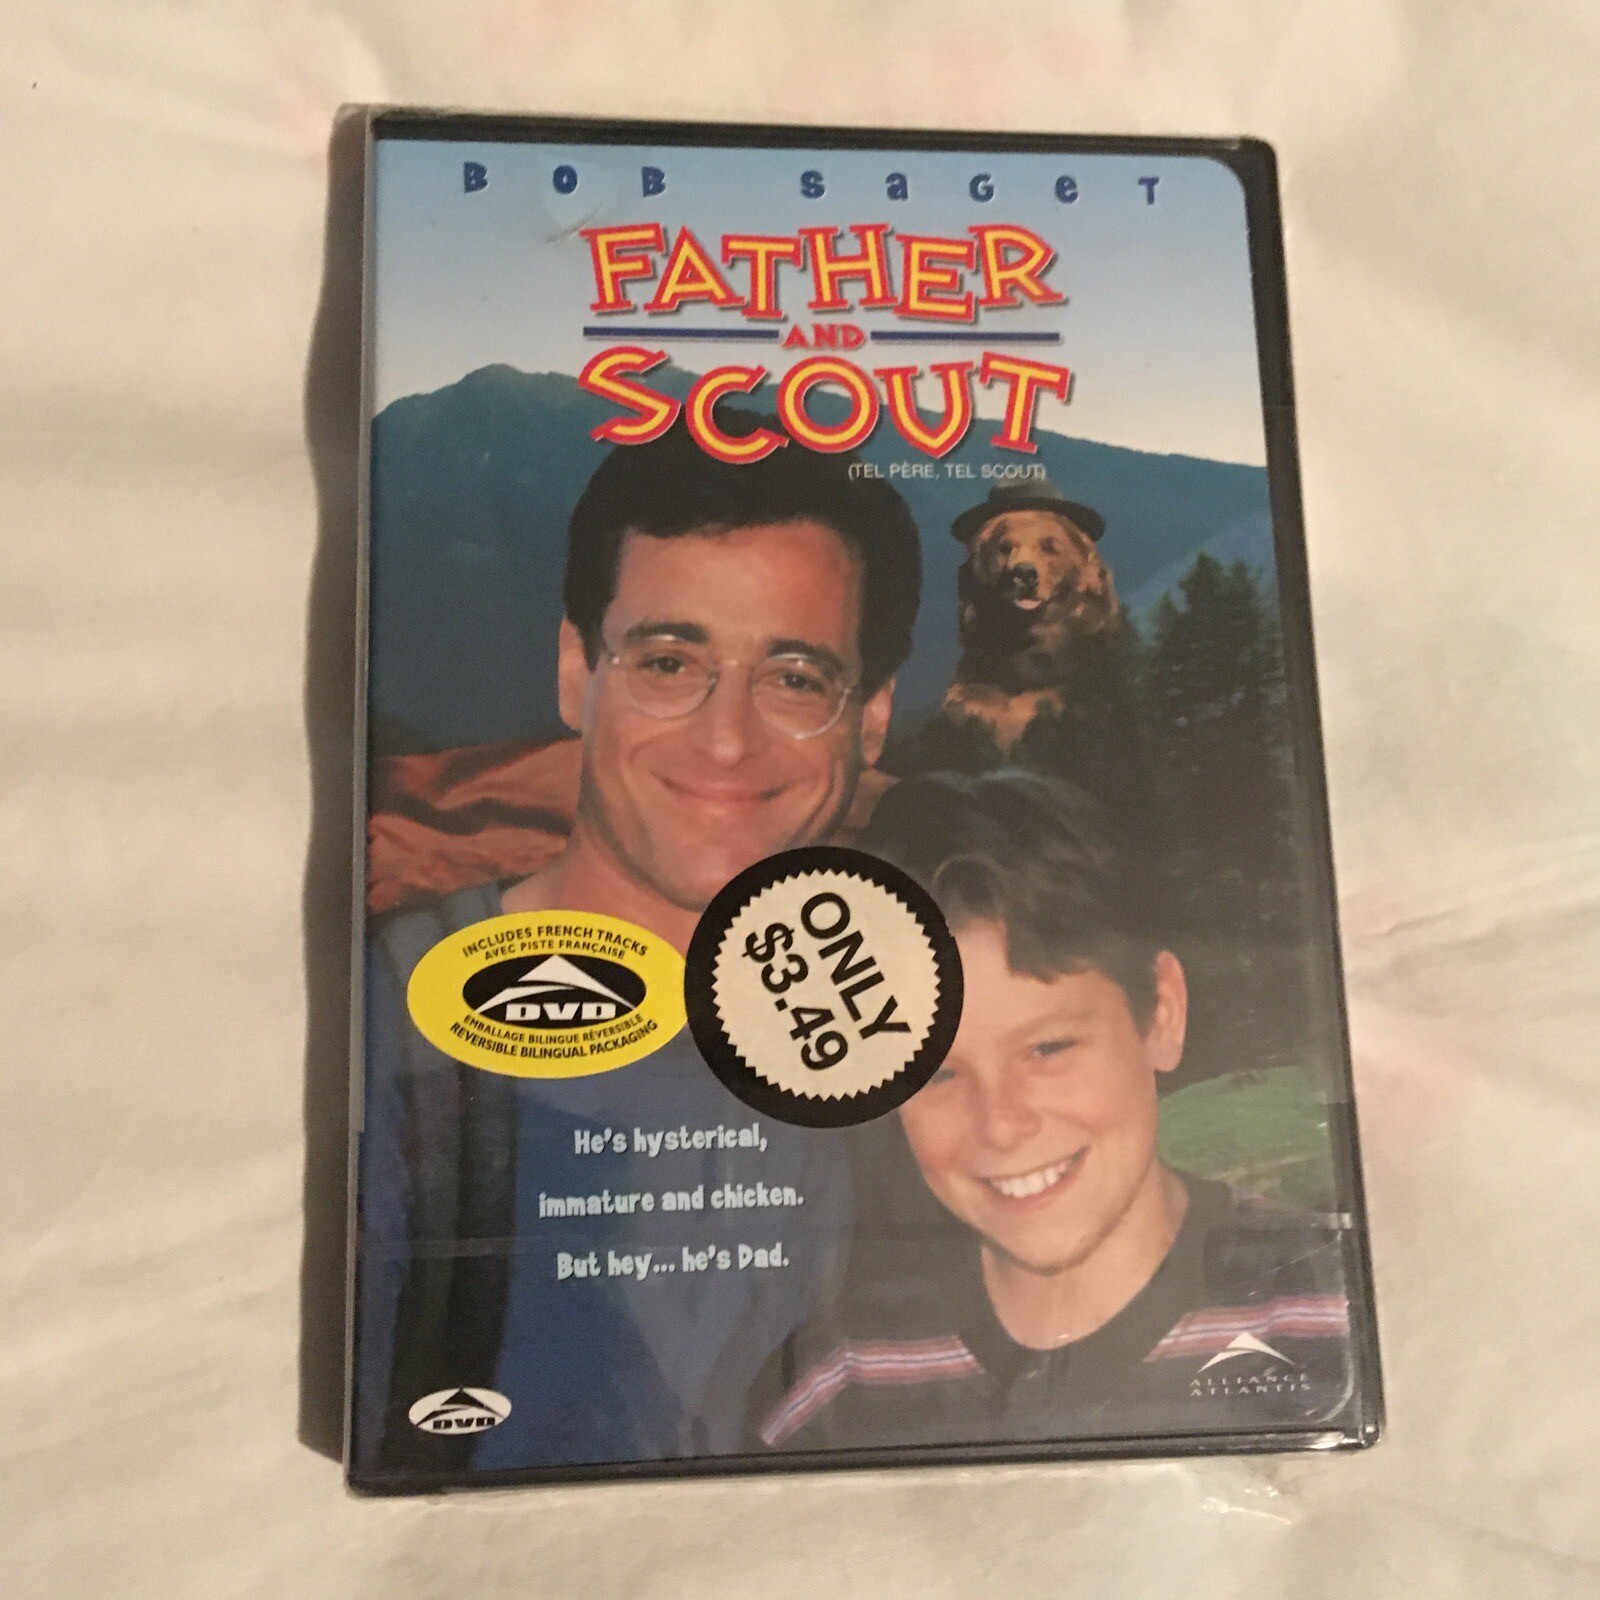 BOB SAGET
FATHER
AND
SCOUT
(TEL PÈRE, TEL SCOUT)
INCLUDES FRENCH TRACKS
AVEC PISTE FRANÇAISE
DVD
EMBALLAGE BILINGUE RÉVERSIBLE
REVERSIBLE BILINGUAL PACKAGING
ONLY
$3.49
He's hysterical,
immature and chicken.
But hey... he's Dad.
DVD
ALLIANCE
ATLANTIS